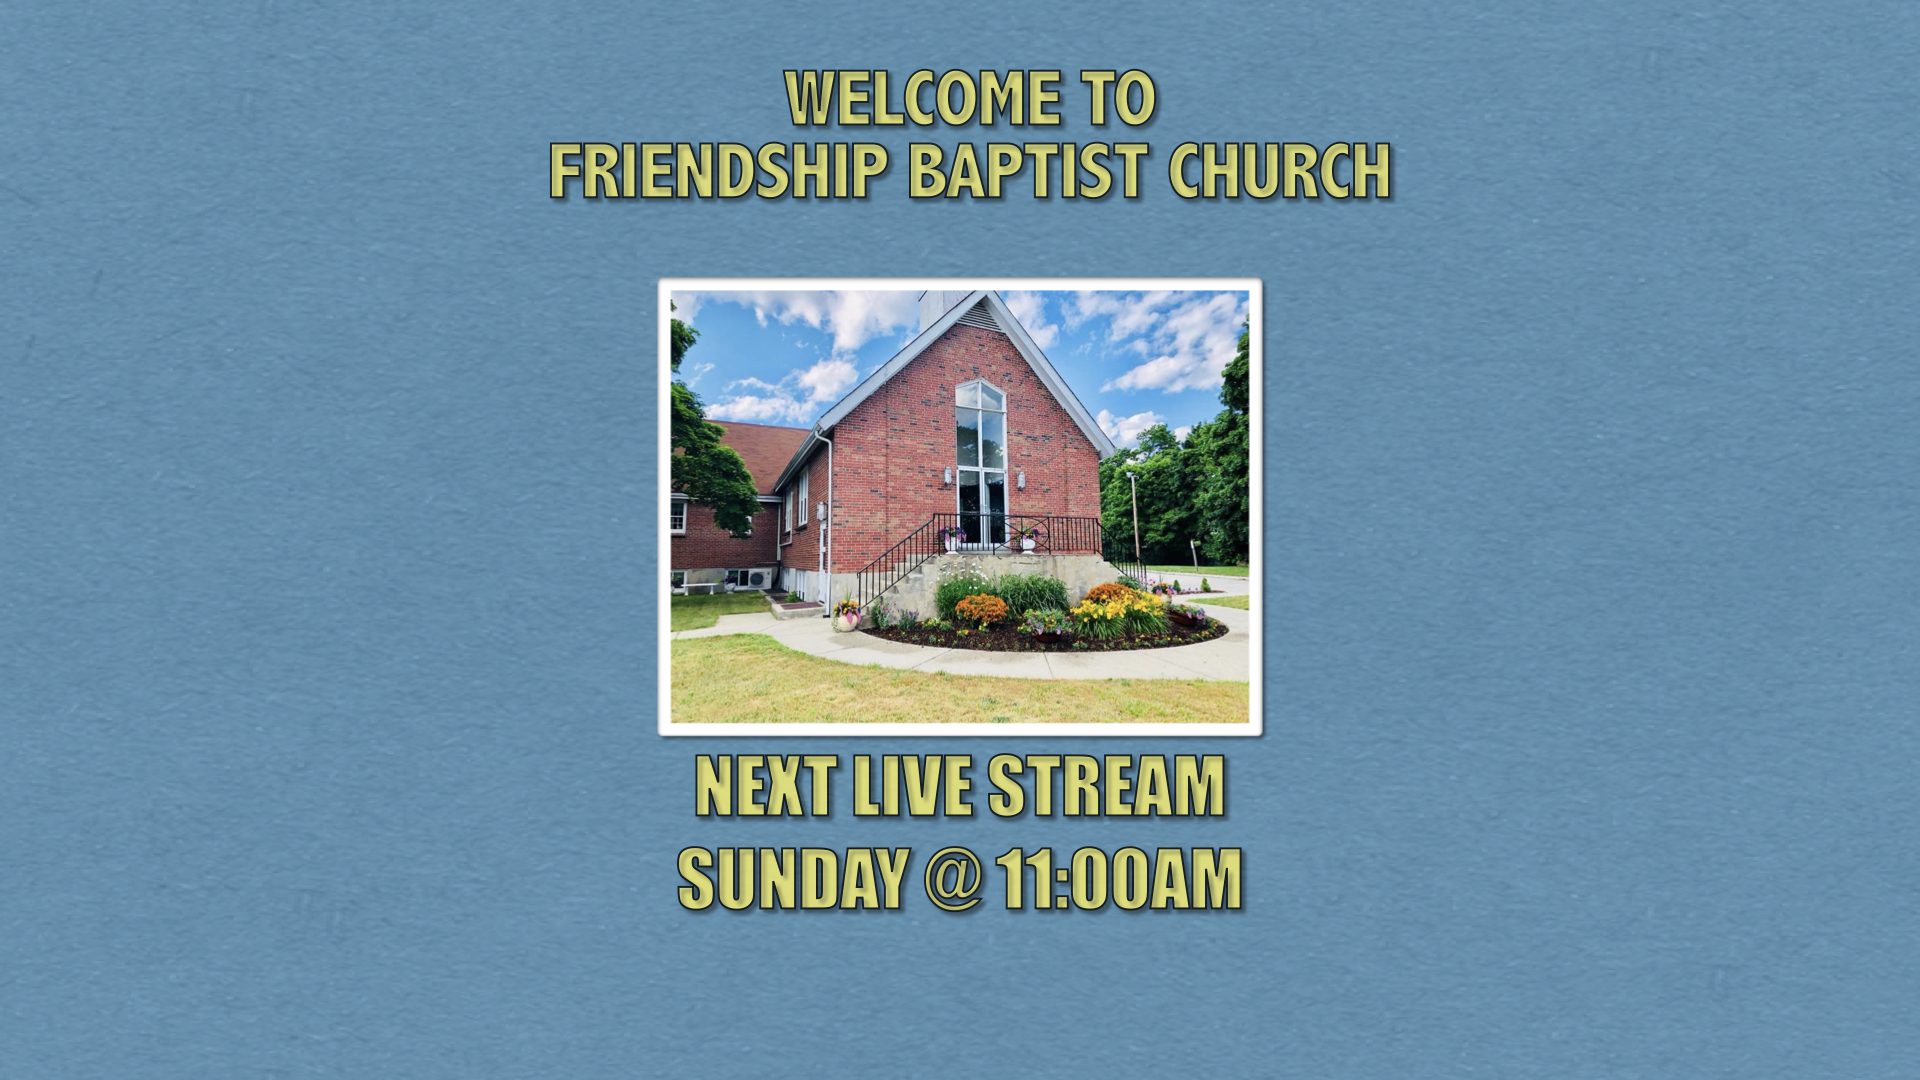 WELCOME TO
FRIENDSHIP BAPTIST CHURCH
NEXT LIVE STREAM
SUNDAY @ 11:00AM